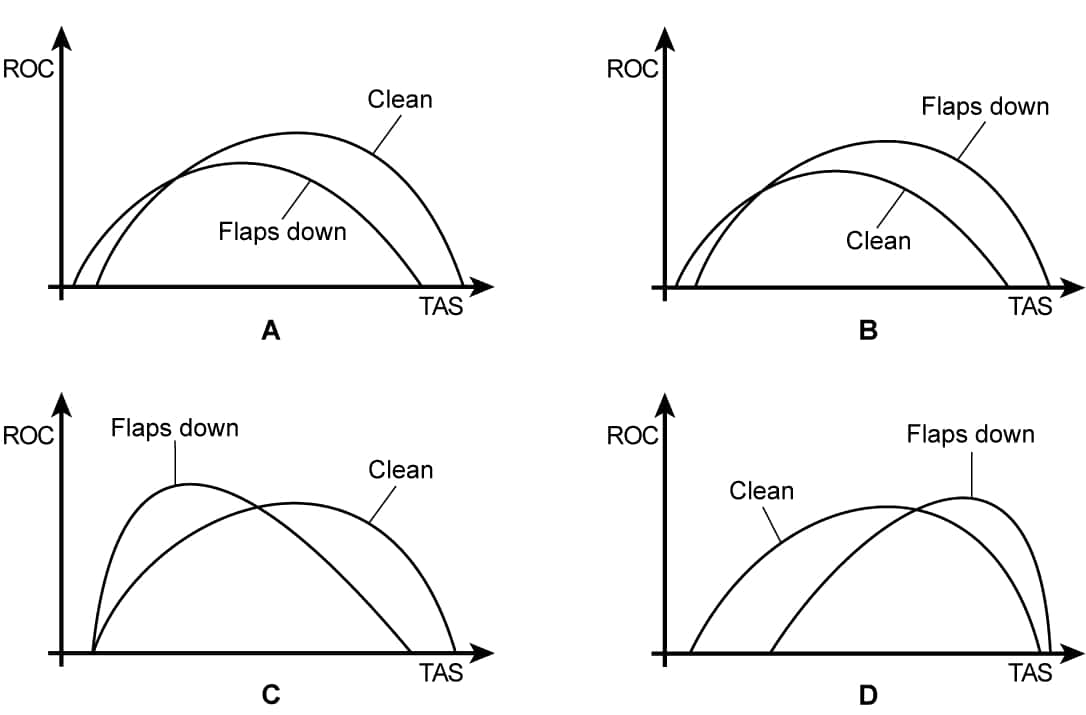 ROC
Clean
Flaps down
TAS
A
ROC
Flaps down
Clean
TAS
B
ROC
Flaps down
Clean
TAS
C
ROC
Flaps down
Clean
TAS
D